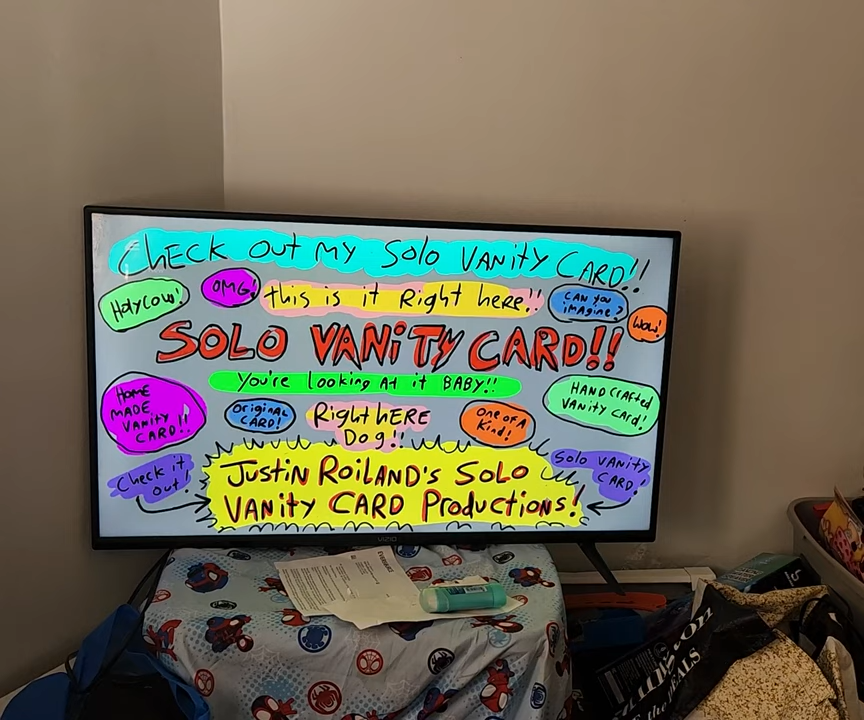 CHECK OUT MY SOLO VANITY CARD!!
HOLY COW!
OMG!
this is it Right here!!
CAN YOU
iMAGiNE?
WOW!
SOLO VANiTY CARD!!
You're looking At it BABY!!
HOME
MADE
VANiTY
CARD!!
ORiGiNAL
CARD!
Right hERE
Dog!!
ONE OF A
Kind!
HAND CRAfted
VANiTY CARd!
Check it
out!
Solo VANiTY
CARD!
JUSTIN ROiLAND'S SOLO
VANiTY CARD PRoductions!
VIZIO